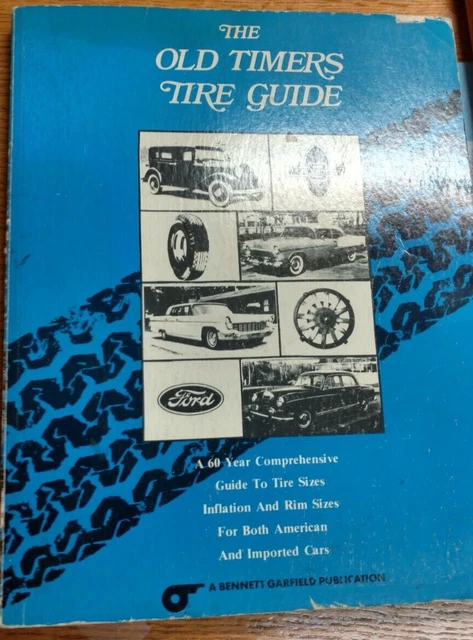 THE
OLD TIMERS
TIRE GUIDE
Ford
A 60 Year Comprehensive
Guide To Tire Sizes
Inflation And Rim Sizes
For Both American
And Imported Cars
A BENNETT GARFIELD PUBLICATION